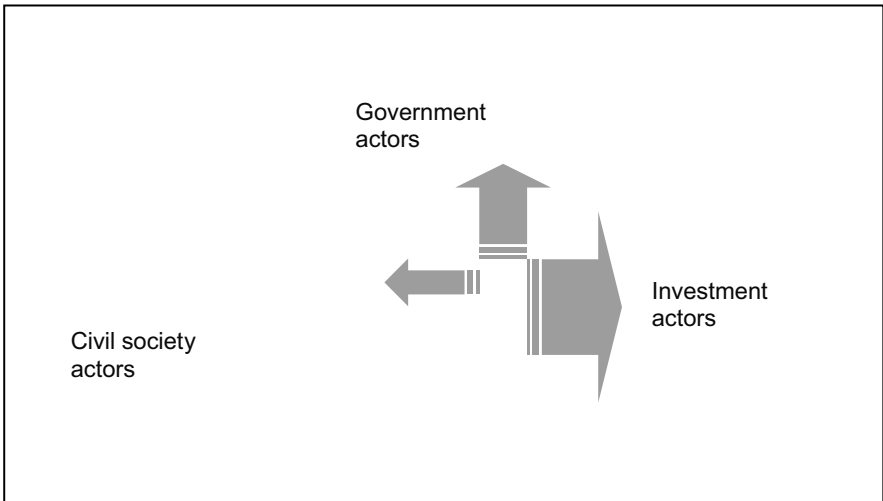 Government
actors
Investment
actors
Civil society
actors